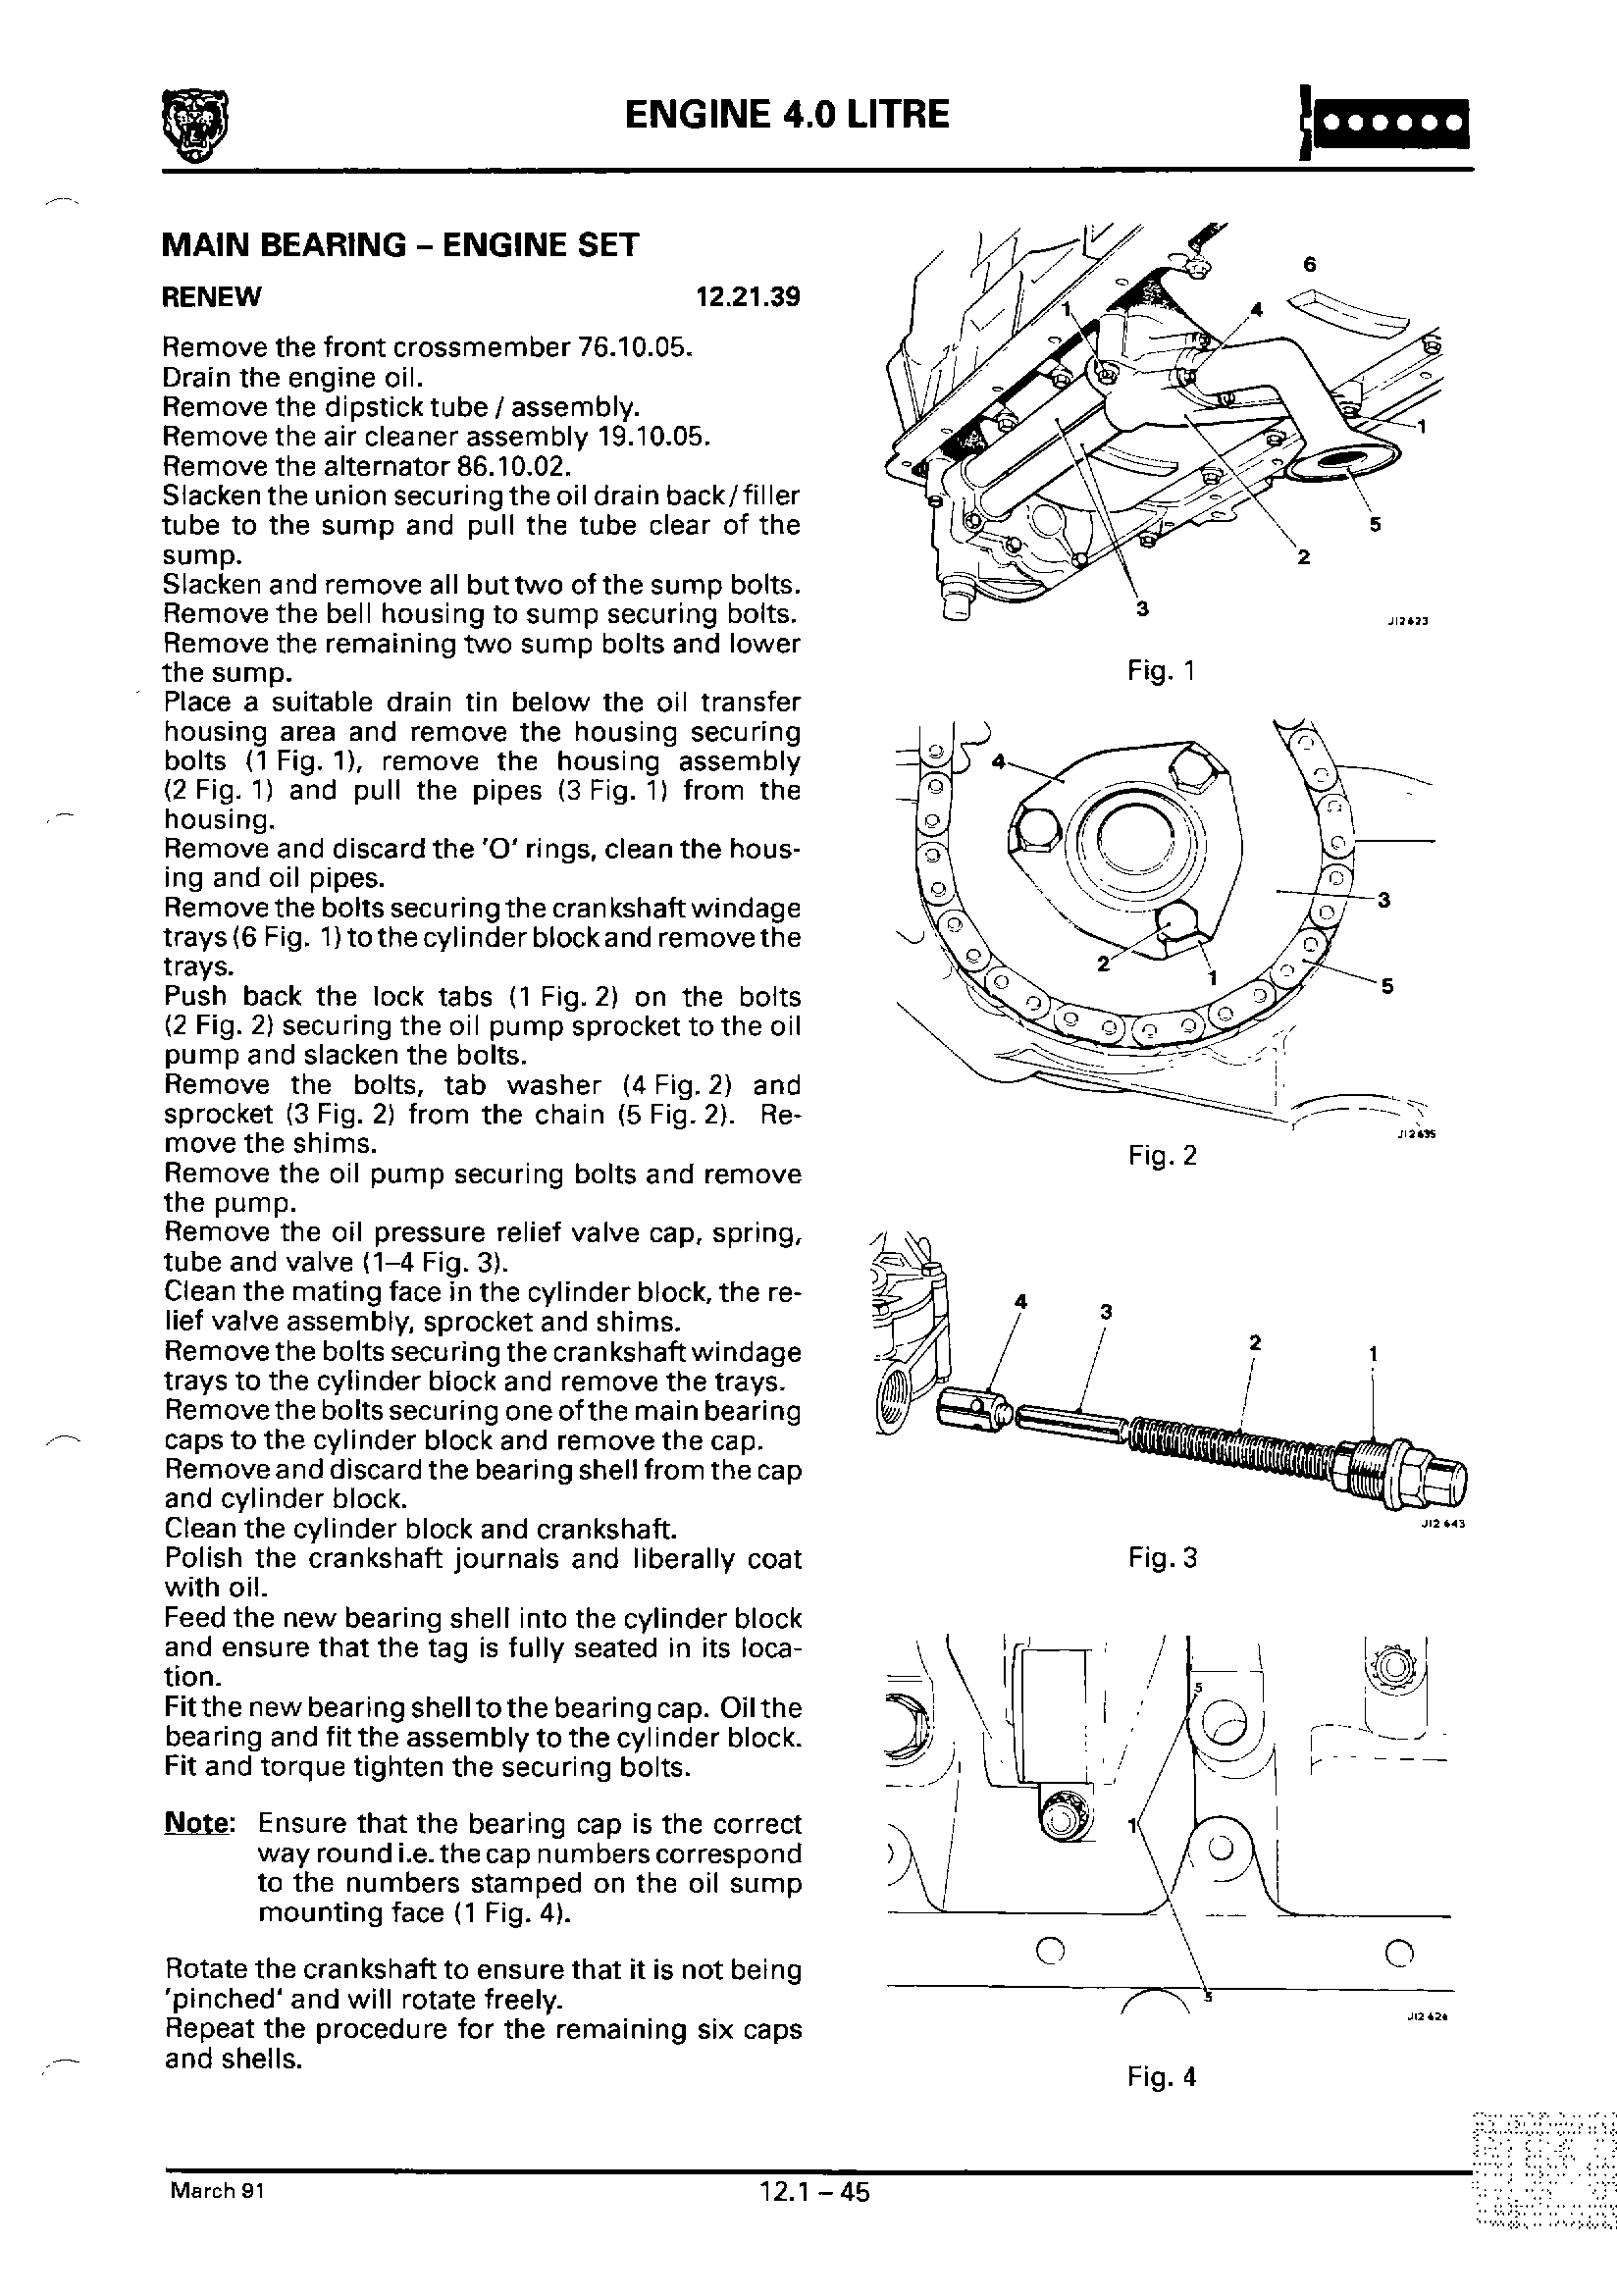 ENGINE 4.0 LITRE
MAIN BEARING – ENGINE SET
RENEW 12.21.39
Remove the front crossmember 76.10.05.
Drain the engine oil.
Remove the dipstick tube / assembly.
Remove the air cleaner assembly 19.10.05.
Remove the alternator 86.10.02.
Slacken the union securing the oil drain back/filler
tube to the sump and pull the tube clear of the
sump.
Slacken and remove all but two of the sump bolts.
Remove the bell housing to sump securing bolts.
Remove the remaining two sump bolts and lower
the sump.
Place a suitable drain tin below the oil transfer
housing area and remove the housing securing
bolts (1 Fig. 1), remove the housing assembly
(2 Fig. 1) and pull the pipes (3 Fig. 1) from the
housing.
Remove and discard the 'O' rings, clean the hous-
ing and oil pipes.
Remove the bolts securing the crankshaft windage
trays (6 Fig. 1) to the cylinder block and remove the
trays.
Push back the lock tabs (1 Fig. 2) on the bolts
(2 Fig. 2) securing the oil pump sprocket to the oil
pump and slacken the bolts.
Remove the bolts, tab washer (4 Fig. 2) and
sprocket (3 Fig. 2) from the chain (5 Fig. 2). Re-
move the shims.
Remove the oil pump securing bolts and remove
the pump.
Remove the oil pressure relief valve cap, spring,
tube and valve (1–4 Fig. 3).
Clean the mating face in the cylinder block, the re-
lief valve assembly, sprocket and shims.
Remove the bolts securing the crankshaft windage
trays to the cylinder block and remove the trays.
Remove the bolts securing one of the main bearing
caps to the cylinder block and remove the cap.
Remove and discard the bearing shell from the cap
and cylinder block.
Clean the cylinder block and crankshaft.
Polish the crankshaft journals and liberally coat
with oil.
Feed the new bearing shell into the cylinder block
and ensure that the tag is fully seated in its loca-
tion.
Fit the new bearing shell to the bearing cap. Oil the
bearing and fit the assembly to the cylinder block.
Fit and torque tighten the securing bolts.
Note: Ensure that the bearing cap is the correct
way round i.e. the cap numbers correspond
to the numbers stamped on the oil sump
mounting face (1 Fig. 4).
Rotate the crankshaft to ensure that it is not being
'pinched' and will rotate freely.
Repeat the procedure for the remaining six caps
and shells.
6
1
4
1
5
2
3
J12 623
Fig. 1
4
3
2
1
5
J12 635
Fig. 2
4
3
2
1
J12 643
Fig. 3
5
1
5
J12 626
Fig. 4
March 91
12.1 – 45